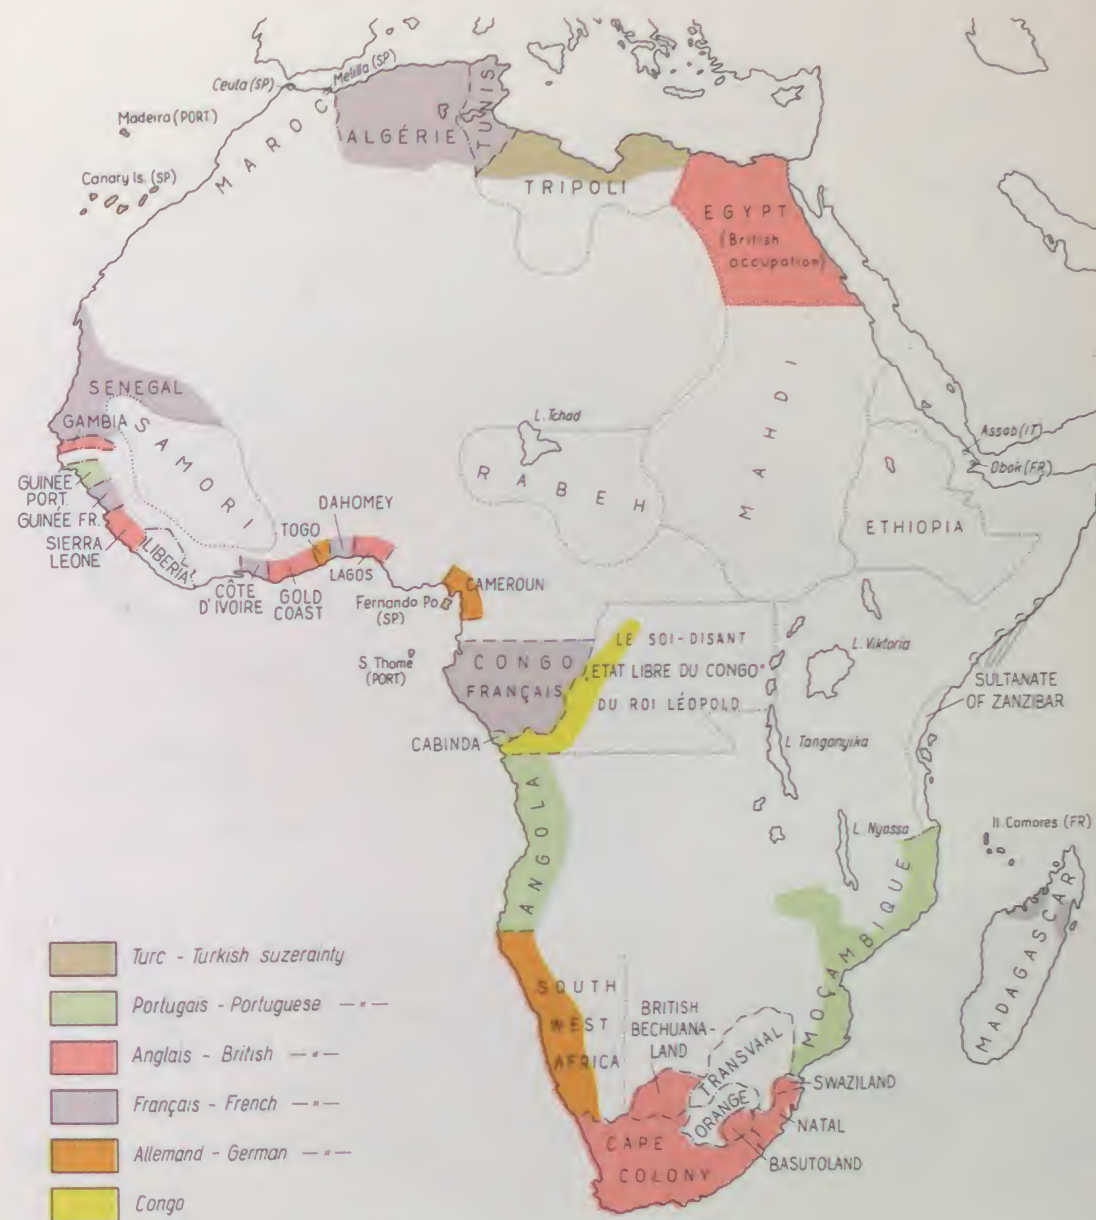 Ceuta (SP)
Melilla (SP)
Madeira (PORT.)
Canary Is. (SP)
MAROC
ALGÉRIE
TUNIS
TRIPOLI
EGYPT
(British
occupation)
SENEGAL
GAMBIA
SAMORI
GUINÉE
PORT.
GUINÉE FR.
SIERRA
LEONE
LIBERIA
CÔTE
D'IVOIRE
GOLD
COAST
TOGO
DAHOMEY
LAGOS
L. Tchad
RABEH
MAHDI
Assab (IT)
Obok (FR)
ETHIOPIA
CAMEROUN
Fernando Po
(SP)
S. Thomé
(PORT)
CONGO
FRANÇAIS
LE SOI-DISANT
„ETAT LIBRE DU CONGO"
DU ROI LÉOPOLD
L. Viktoria
SULTANATE
OF ZANZIBAR
CABINDA
L. Tanganyika
ANGOLA
L. Nyassa
Il. Comores (FR)
MOÇAMBIQUE
MADAGASCAR
SOUTH
WEST
AFRICA
BRITISH
BECHUANA-
LAND
TRANSVAAL
ORANGE
SWAZILAND
NATAL
BASUTOLAND
CAPE
COLONY
Turc - Turkish suzerainty
Portugais - Portuguese — „ —
Anglais - British — „ —
Français - French — „ —
Allemand - German — „ —
Congo